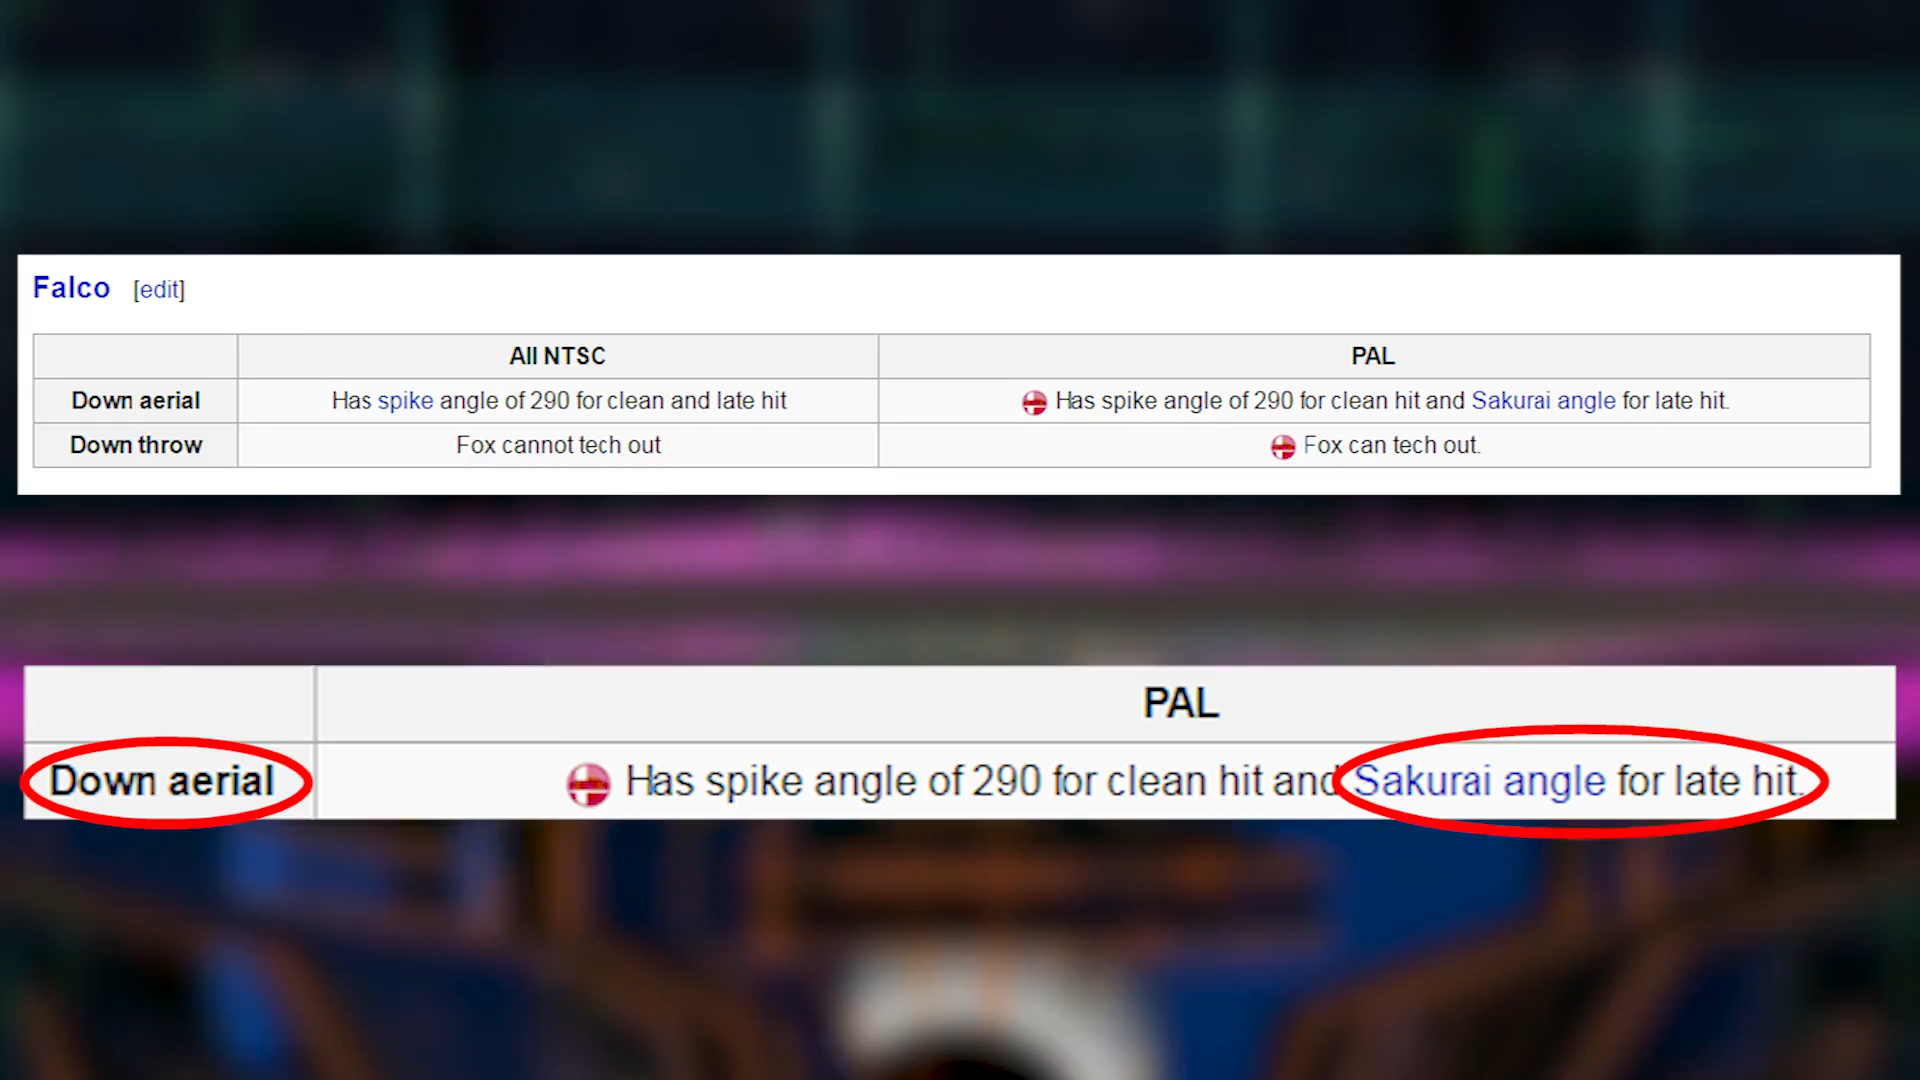 Falco [edit]
All NTSC PAL
Down aerial Has spike angle of 290 for clean and late hit Has spike angle of 290 for clean hit and Sakurai angle for late hit.
Down throw Fox cannot tech out Fox can tech out.
PAL
Down aerial Has spike angle of 290 for clean hit and Sakurai angle for late hit.